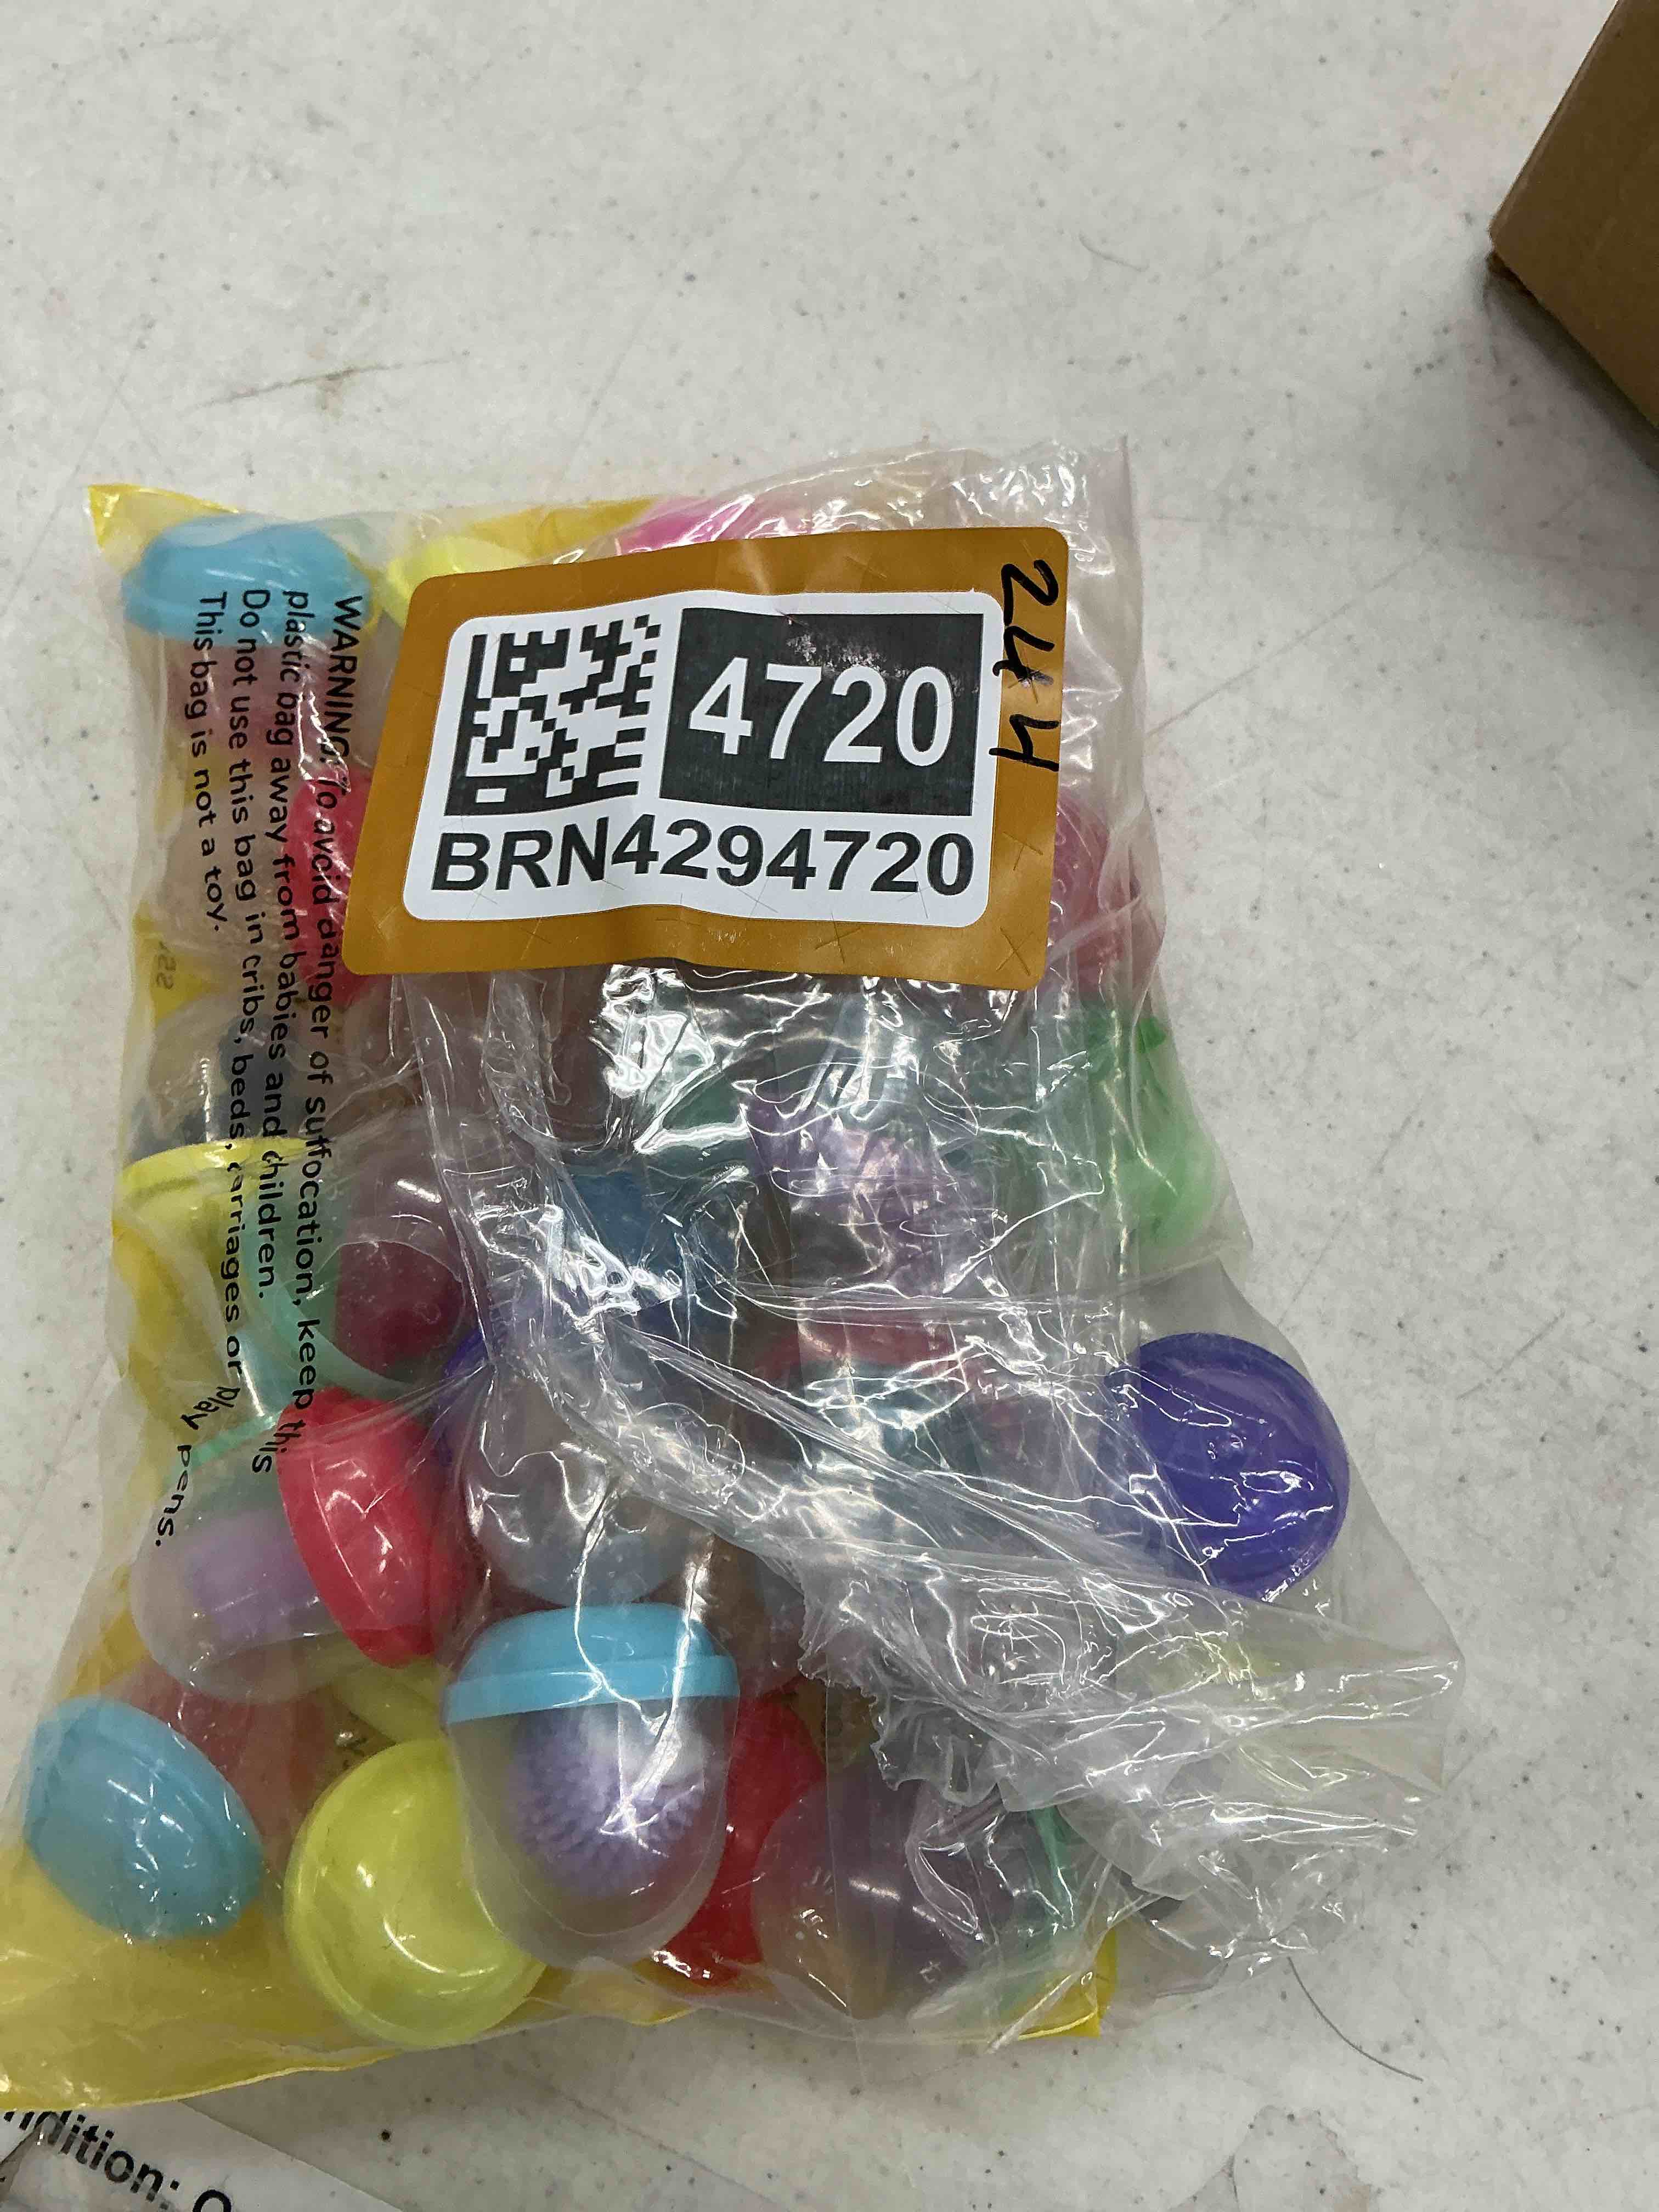 244
4720
BRN4294720
WARNING: To avoid danger of suffocation, keep this
plastic bag away from babies and children.
Do not use this bag in cribs, beds, carriages or play pens.
This bag is not a toy.
ndition: